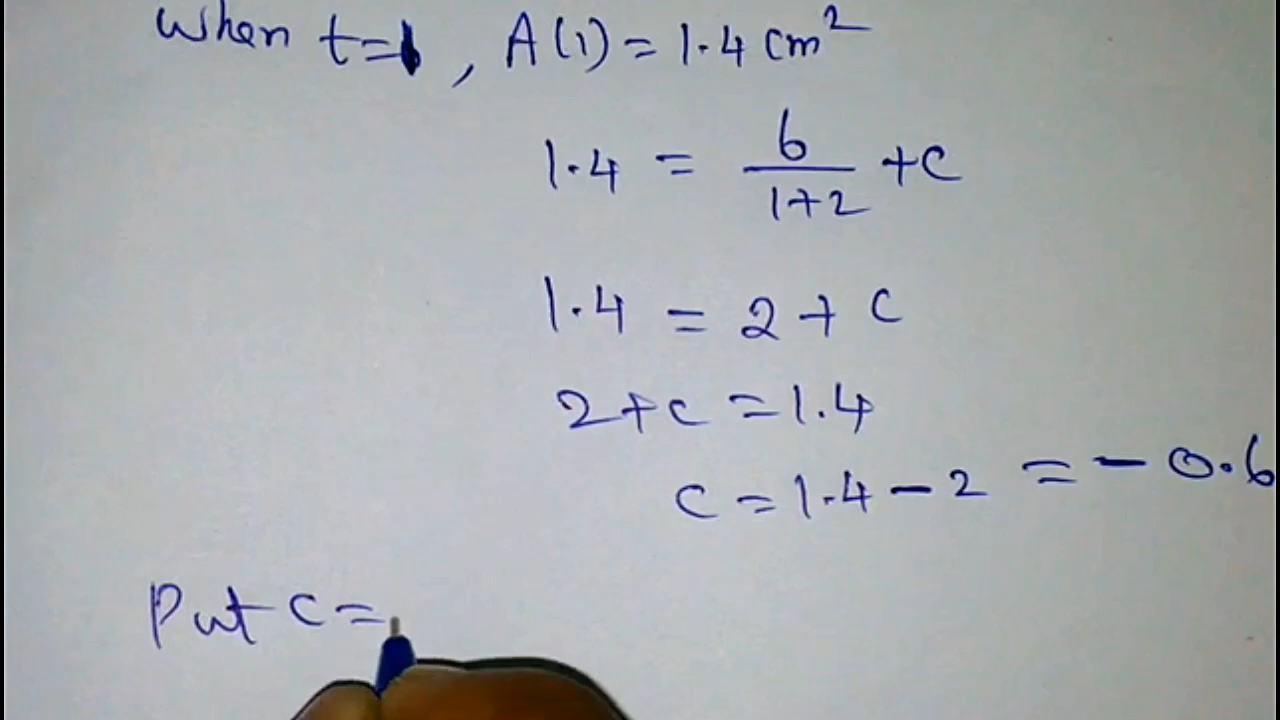 When t=1, A(1) = 1.4 cm²
1.4 = 6/(1+2) + c
1.4 = 2 + c
2+c = 1.4
c = 1.4 - 2 = - 0.6
Put c =